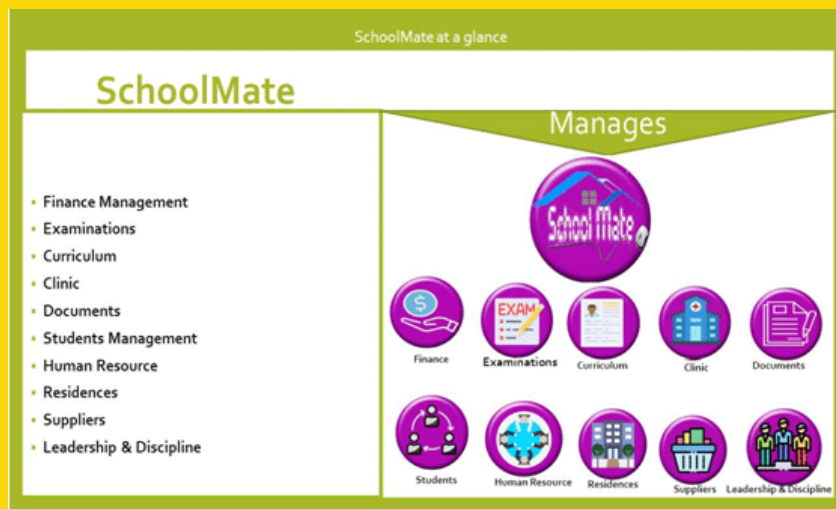 SchoolMate at a glance
SchoolMate
Finance Management
Examinations
Curriculum
Clinic
Documents
Students Management
Human Resource
Residences
Suppliers
Leadership & Discipline
Manages
School Mate
EXAM
Finance
Examinations
Curriculum
Clinic
Documents
Students
Human Resource
Residences
Suppliers
Leadership & Discipline